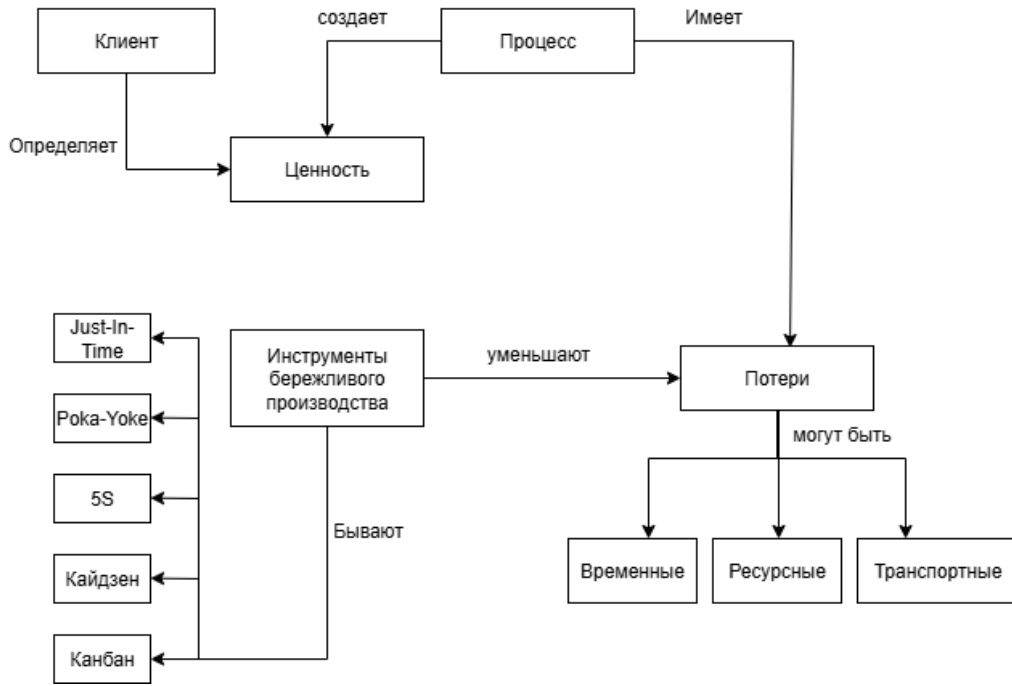 создает
Имеет
Клиент
Процесс
Определяет
Ценность
Just-In-
Time
Инструменты
бережливого
производства
уменьшают
Потери
Poka-Yoke
могут быть
5S
Бывают
Временные
Ресурсные
Транспортные
Кайдзен
Канбан